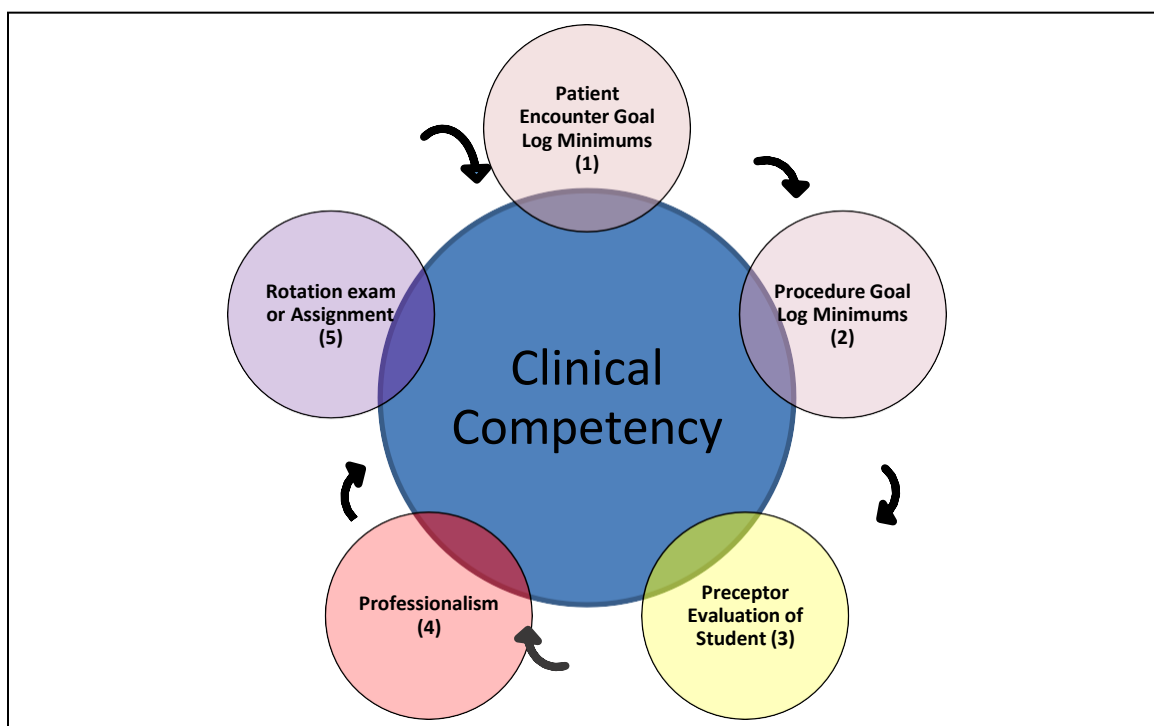 Patient
Encounter Goal
Log Minimums
(1)
Procedure Goal
Log Minimums
(2)
Preceptor
Evaluation of
Student (3)
Professionalism
(4)
Rotation exam
or Assignment
(5)
Clinical
Competency